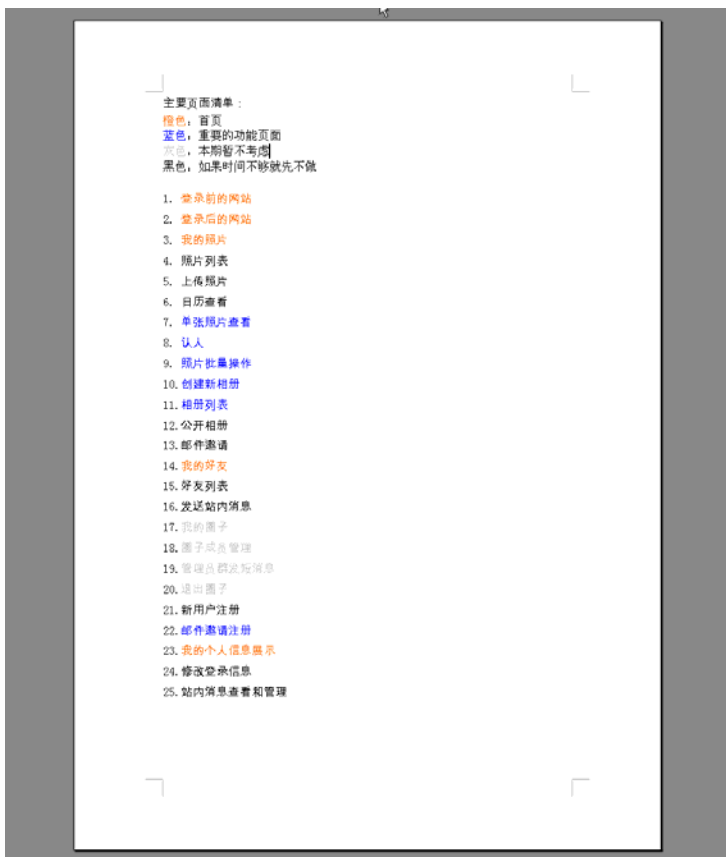 主要页面清单：
橙色，首页
蓝色，重要的功能页面
灰色，本期暂不考虑
黑色，如果时间不够就先不做
1. 登录前的网站
2. 登录后的网站
3. 我的照片
4. 照片列表
5. 上传照片
6. 日历查看
7. 单张照片查看
8. 认人
9. 照片批量操作
10. 创建新相册
11. 相册列表
12. 公开相册
13. 邮件邀请
14. 我的好友
15. 好友列表
16. 发送站内消息
17. 我的圈子
18. 圈子成员管理
19. 管理员群发短消息
20. 退出圈子
21. 新用户注册
22. 邮件邀请注册
23. 我的个人信息展示
24. 修改登录信息
25. 站内消息查看和管理